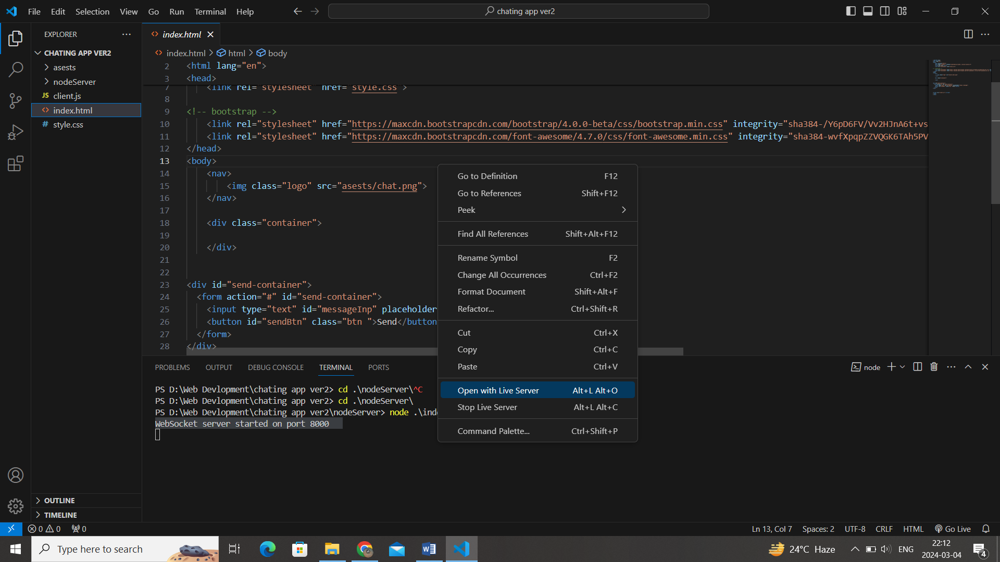 File Edit Selection View Go Run Terminal Help
chating app ver2
EXPLORER
index.html
CHATING APP VER2
asests
nodeServer
JS client.js
index.html
# style.css
OUTLINE
TIMELINE
index.html > html > body
2 <html lang="en">
3 <head>
7 <link rel="stylesheet" href="style.css">
8
9 <!-- bootstrap -->
10 <link rel="stylesheet" href="https://maxcdn.bootstrapcdn.com/bootstrap/4.0.0-beta/css/bootstrap.min.css" integrity="sha384-/Y6pD6FV/Vv2HJnA6t+vs
11 <link rel="stylesheet" href="https://maxcdn.bootstrapcdn.com/font-awesome/4.7.0/css/font-awesome.min.css" integrity="sha384-wvfXpqpZZVQGK6TAh5PV
12 </head>
13 <body>
14 <nav>
15 <img class="logo" src="asests/chat.png">
16 </nav>
17
18 <div class="container">
19
20 </div>
21
22
23 <div id="send-container">
24 <form action="#" id="send-container">
25 <input type="text" id="messageInp" placeholder
26 <button id="sendBtn" class="btn ">Send</button
27 </form>
28 </div>
Go to Definition F12
Go to References Shift+F12
Peek
Find All References Shift+Alt+F12
Rename Symbol F2
Change All Occurrences Ctrl+F2
Format Document Shift+Alt+F
Refactor... Ctrl+Shift+R
Cut Ctrl+X
Copy Ctrl+C
Paste Ctrl+V
Open with Live Server Alt+L Alt+O
Stop Live Server Alt+L Alt+C
Command Palette... Ctrl+Shift+P
PROBLEMS OUTPUT DEBUG CONSOLE TERMINAL PORTS
node
PS D:\Web Devlopment\chating app ver2> cd .\nodeServer\^C
PS D:\Web Devlopment\chating app ver2> cd .\nodeServer\
PS D:\Web Devlopment\chating app ver2\nodeServer> node .\ind
WebSocket server started on port 8000
0 0 0
Ln 13, Col 7 Spaces: 2 UTF-8 CRLF HTML Go Live
Type here to search
24°C Haze
ENG
22:12
2024-03-04
4